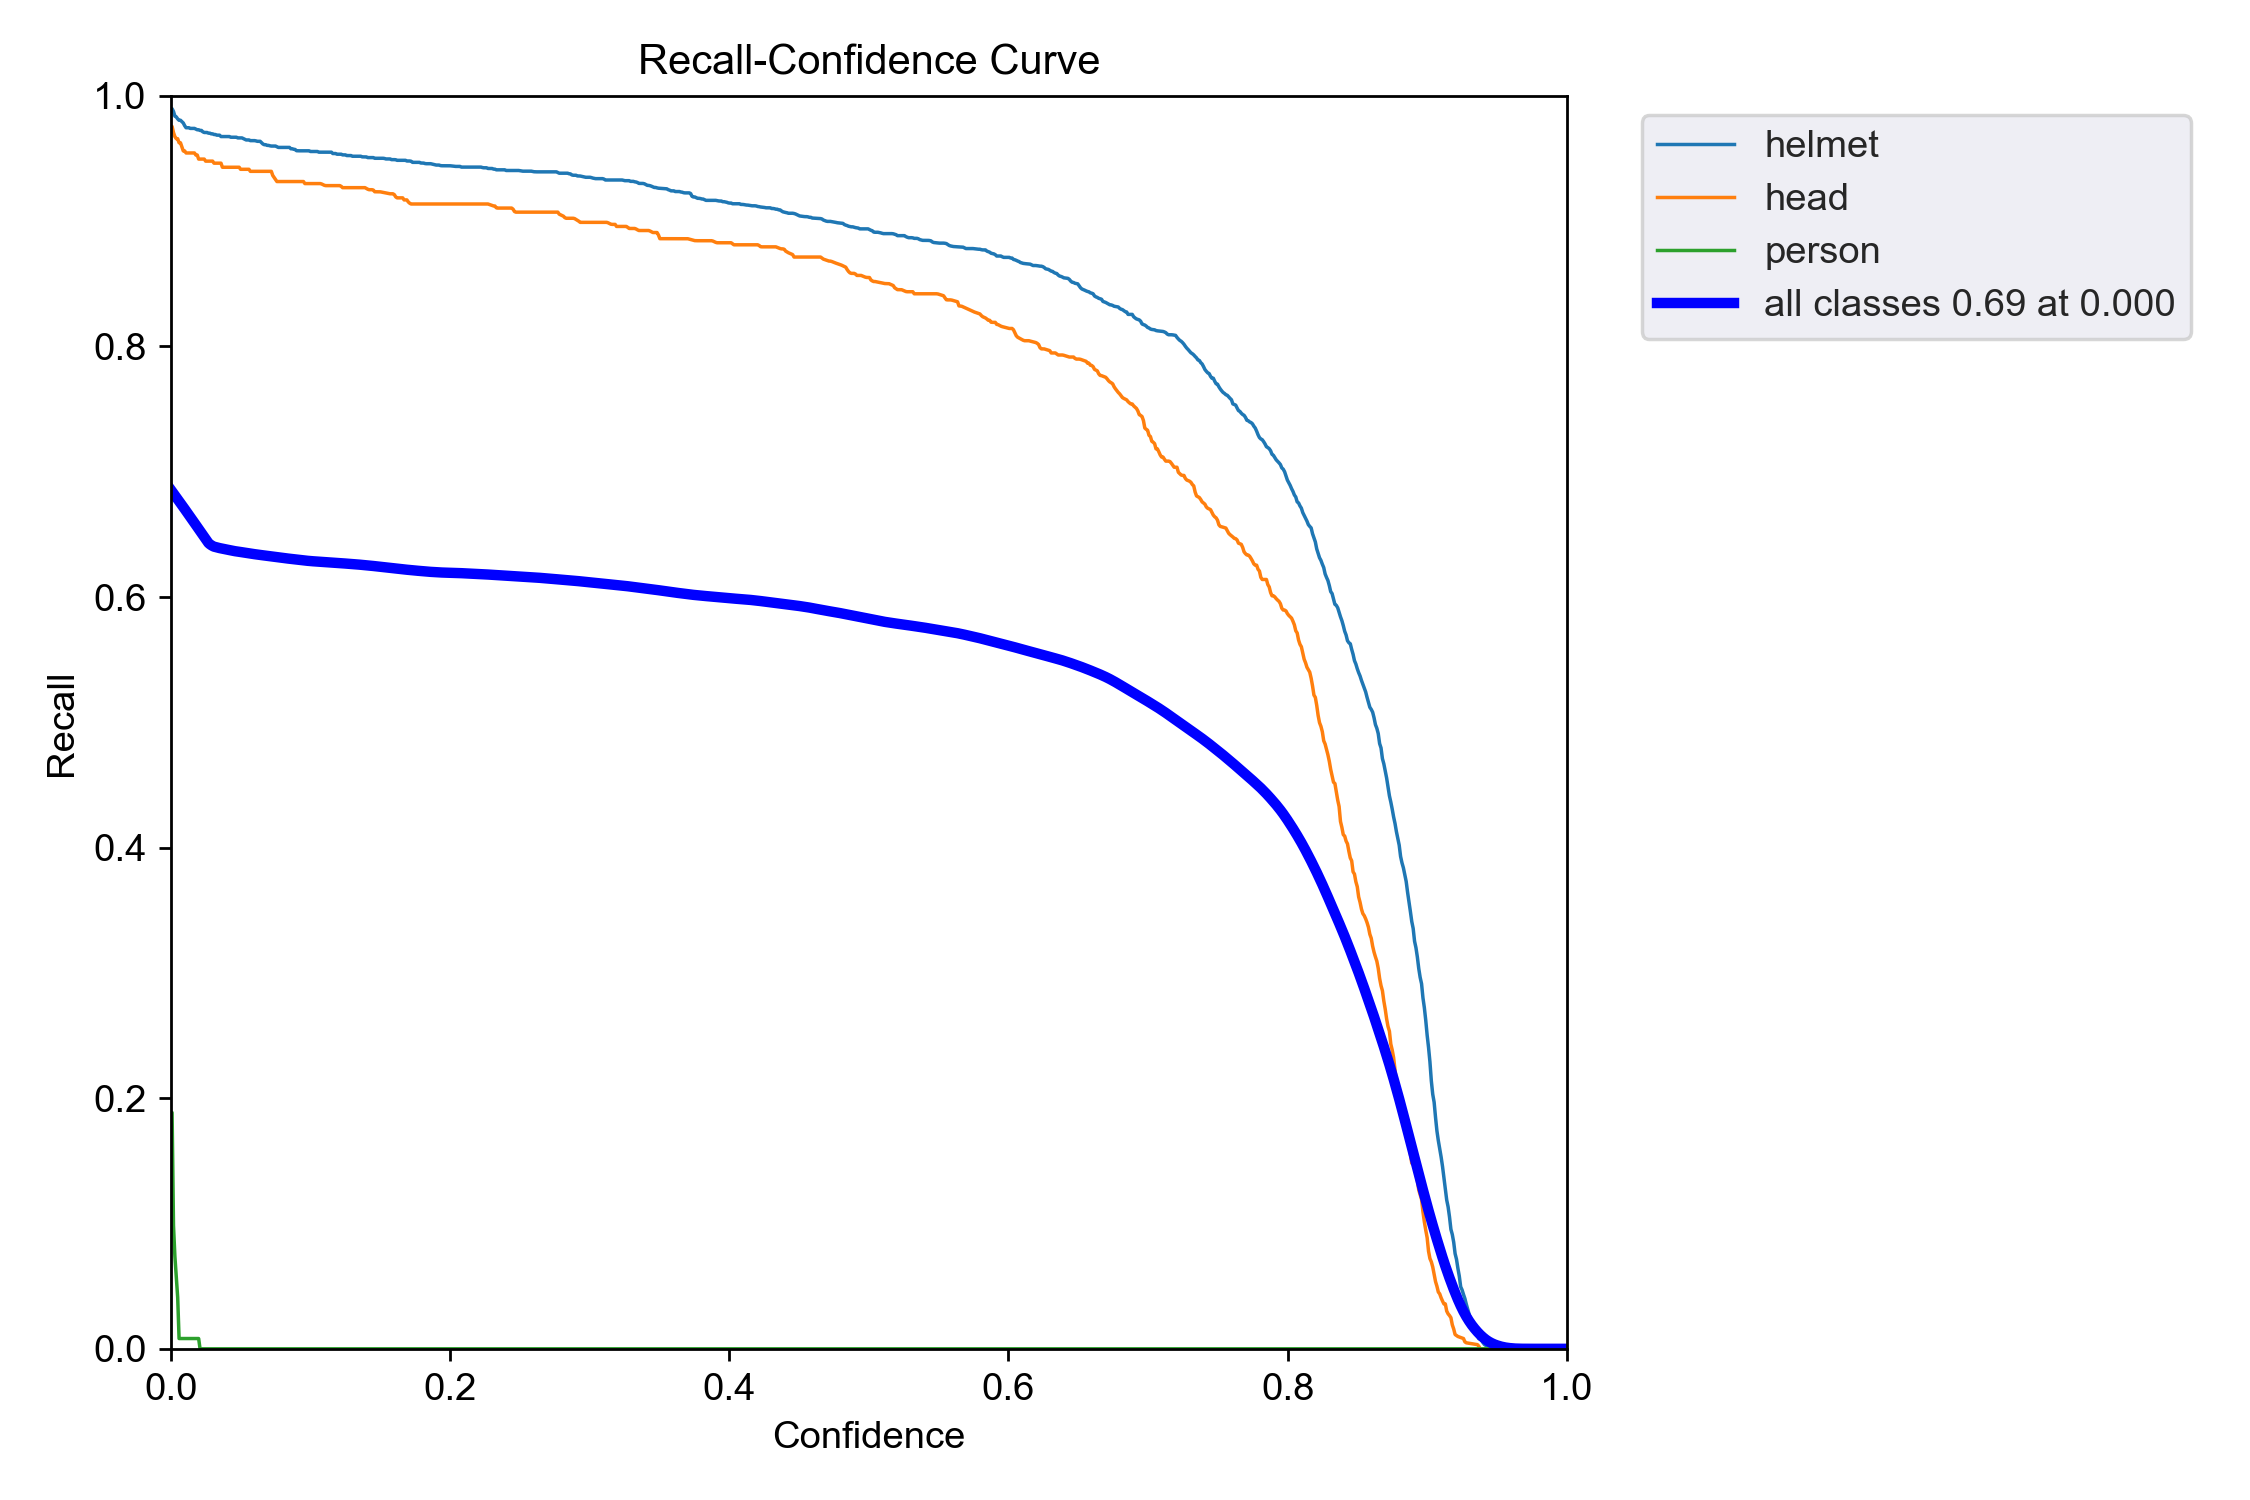 Recall-Confidence Curve
1.0
0.8
0.6
0.4
0.2
0.0
Recall
0.0 0.2 0.4 0.6 0.8 1.0
Confidence
helmet
head
person
all classes 0.69 at 0.000